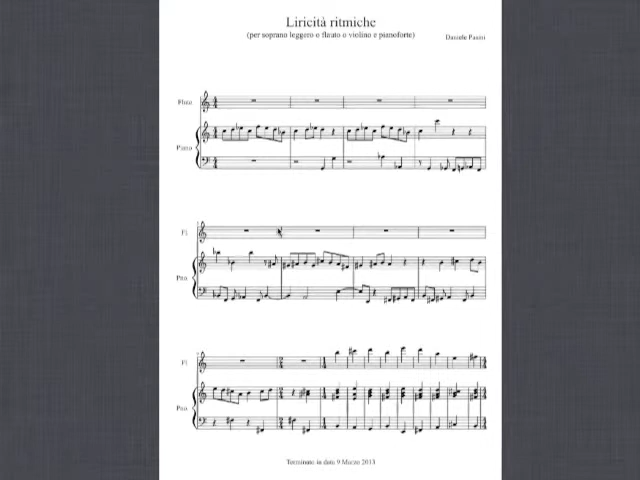 Liricità ritmiche
(per soprano leggero o flauto o violino e pianoforte)
Daniele Pasini
Flute
Piano
Fl
Pno.
Fl
Pno.
Terminato in data 9 Marzo 2013